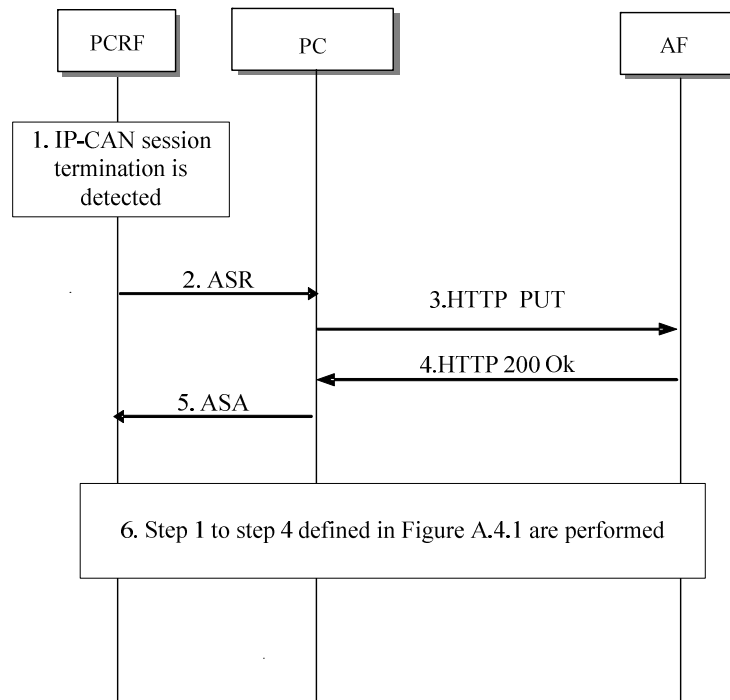 PCRF
PC
AF
1. IP-CAN session
termination is
detected
2. ASR
3.HTTP PUT
4.HTTP 200 Ok
5. ASA
6. Step 1 to step 4 defined in Figure A.4.1 are performed